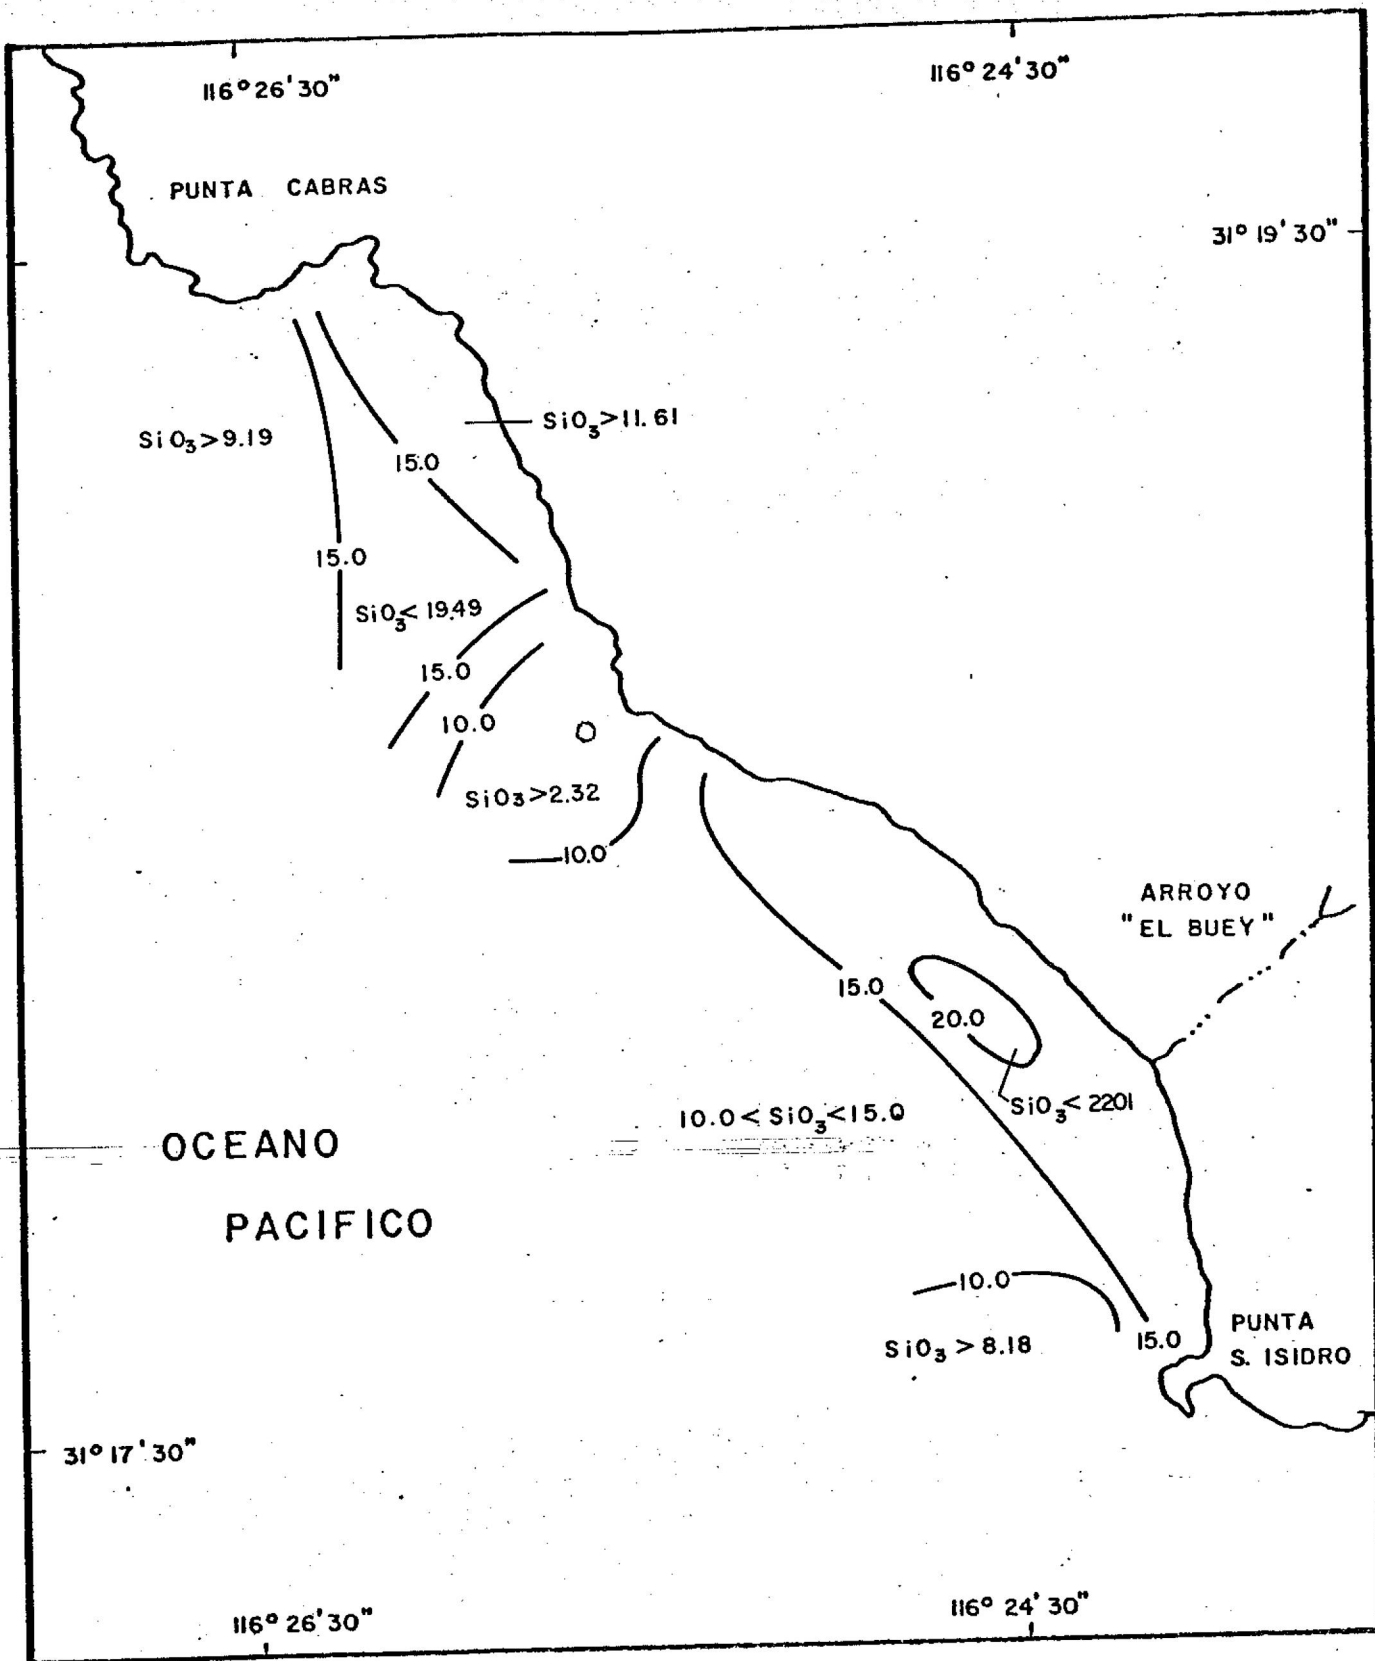 116° 26' 30"
116° 24' 30"
PUNTA CABRAS
31° 19' 30"
SiO3>11.61
SiO3>9.19
15.0
15.0
SiO3<19.49
15.0
10.0
SiO3>2.32
10.0
ARROYO
"EL BUEY"
15.0
20.0
SiO3<2201
10.0<SiO3<15.0
OCEANO
PACIFICO
10.0
SiO3>8.18
15.0
PUNTA
S. ISIDRO
31° 17' 30"
116° 26' 30"
116° 24' 30"